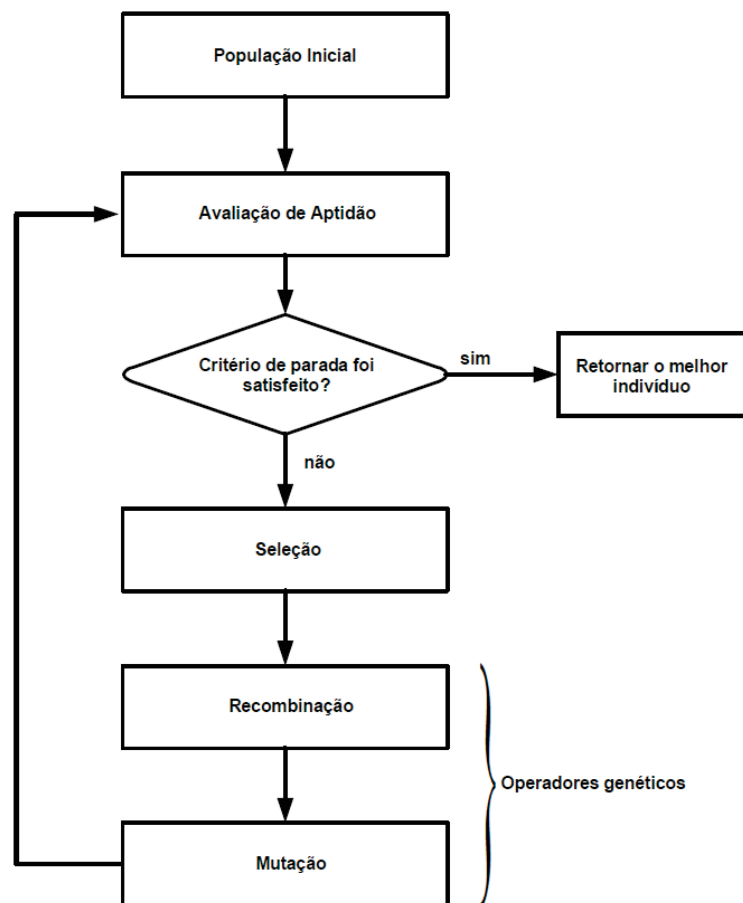 População Inicial
Avaliação de Aptidão
Critério de parada foi
satisfeito?
sim
Retornar o melhor
indivíduo
não
Seleção
Recombinação
Operadores genéticos
Mutação